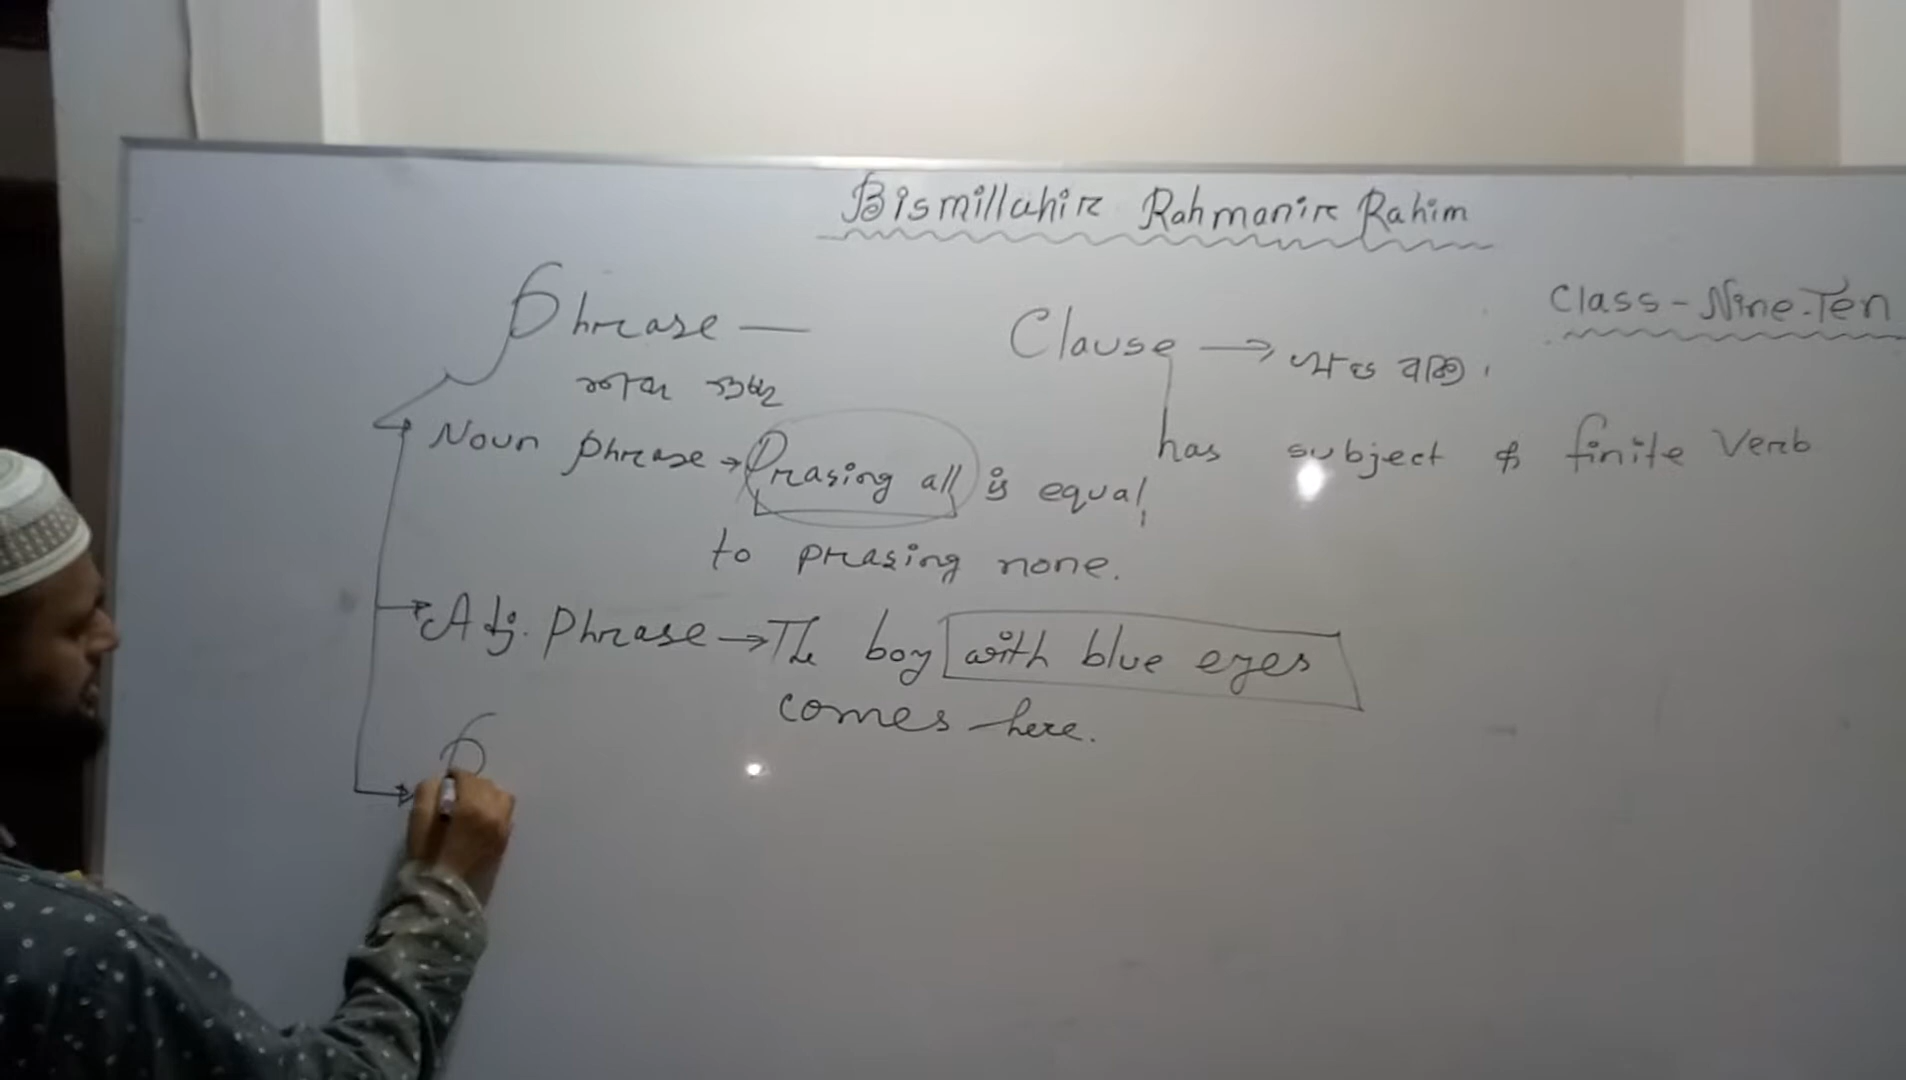 Bismillahir Rahmanir Rahim
Class - Nine-Ten
Phrase —
Clause → খণ্ড বাক্য।
has subject & finite Verb
Noun phrase → Prasing all is equal
to prasing none.
Adj. Phrase → The boy with blue eyes
comes here.